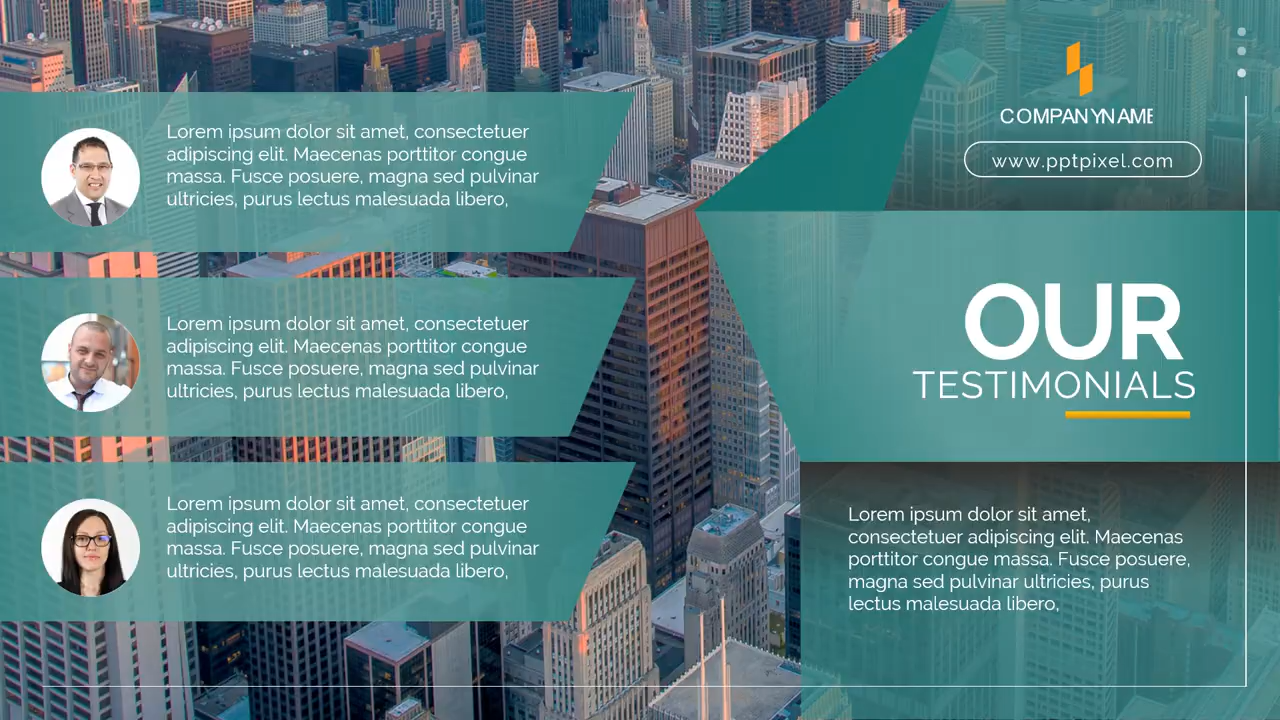 Lorem ipsum dolor sit amet, consectetuer
adipiscing elit. Maecenas porttitor congue
massa. Fusce posuere, magna sed pulvinar
ultricies, purus lectus malesuada libero,
Lorem ipsum dolor sit amet, consectetuer
adipiscing elit. Maecenas porttitor congue
massa. Fusce posuere, magna sed pulvinar
ultricies, purus lectus malesuada libero,
Lorem ipsum dolor sit amet, consectetuer
adipiscing elit. Maecenas porttitor congue
massa. Fusce posuere, magna sed pulvinar
ultricies, purus lectus malesuada libero,
COMPANYNAME
www.pptpixel.com
OUR
TESTIMONIALS
Lorem ipsum dolor sit amet,
consectetuer adipiscing elit. Maecenas
porttitor congue massa. Fusce posuere,
magna sed pulvinar ultricies, purus
lectus malesuada libero,